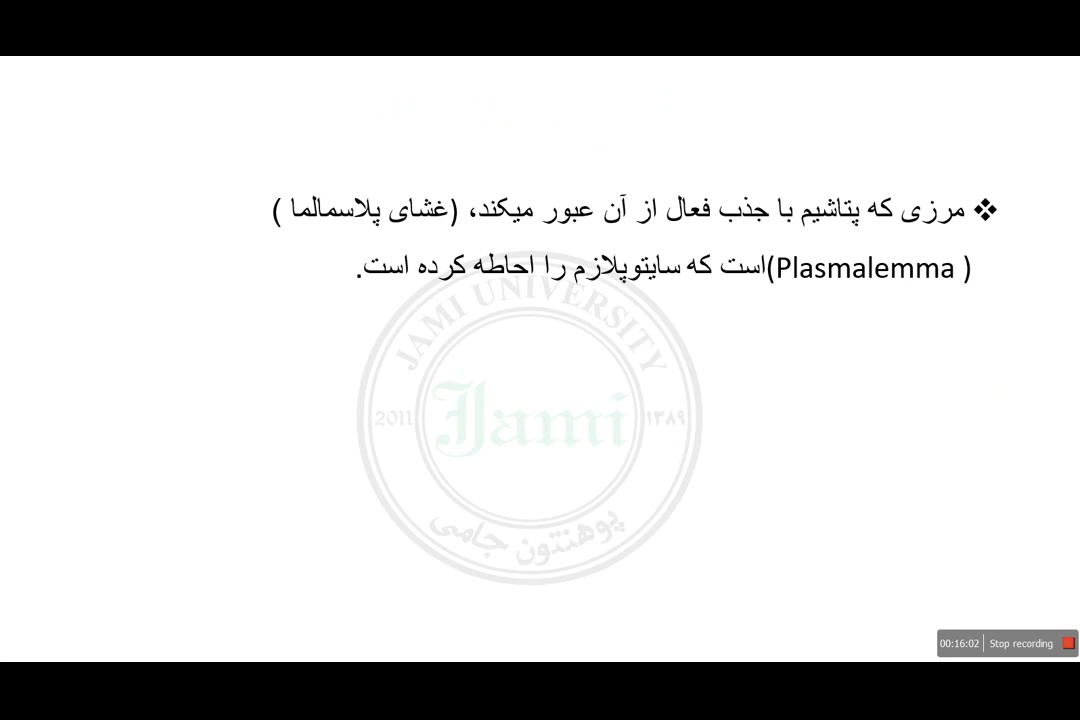 ❖ مرزی که پتاشیم با جذب فعال از آن عبور میکند، (غشای پلاسمالما )
( Plasmalemma)است که سایتوپلازم را احاطه کرده است.
JAMI UNIVERSITY
2011 Jami ۱۳۸۹
پوهنتون جامی
00:16:02 Stop recording